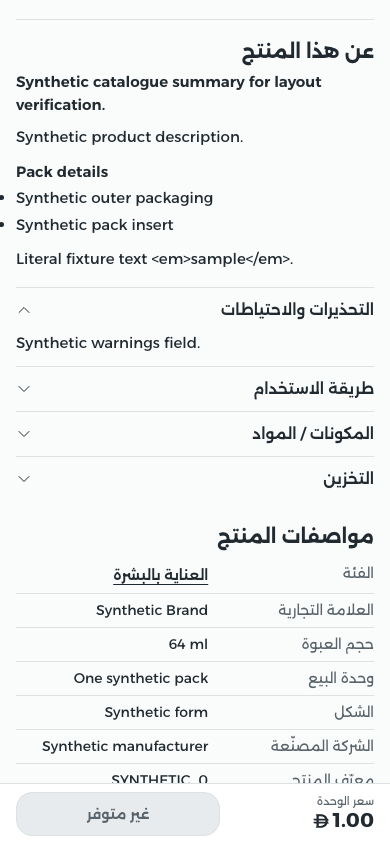 عن هذا المنتج
Synthetic catalogue summary for layout
verification.
Synthetic product description.
Pack details
• Synthetic outer packaging
• Synthetic pack insert
Literal fixture text <em>sample</em>.
التحذيرات والاحتياطات
Synthetic warnings field.
طريقة الاستخدام
المكونات / المواد
التخزين
مواصفات المنتج
الفئة العناية بالبشرة
العلامة التجارية Synthetic Brand
حجم العبوة 64 ml
وحدة البيع One synthetic pack
الشكل Synthetic form
الشركة المصنّعة Synthetic manufacturer
معرّف المنتج SYNTHETIC_0
سعر الوحدة
1.00
غير متوفر